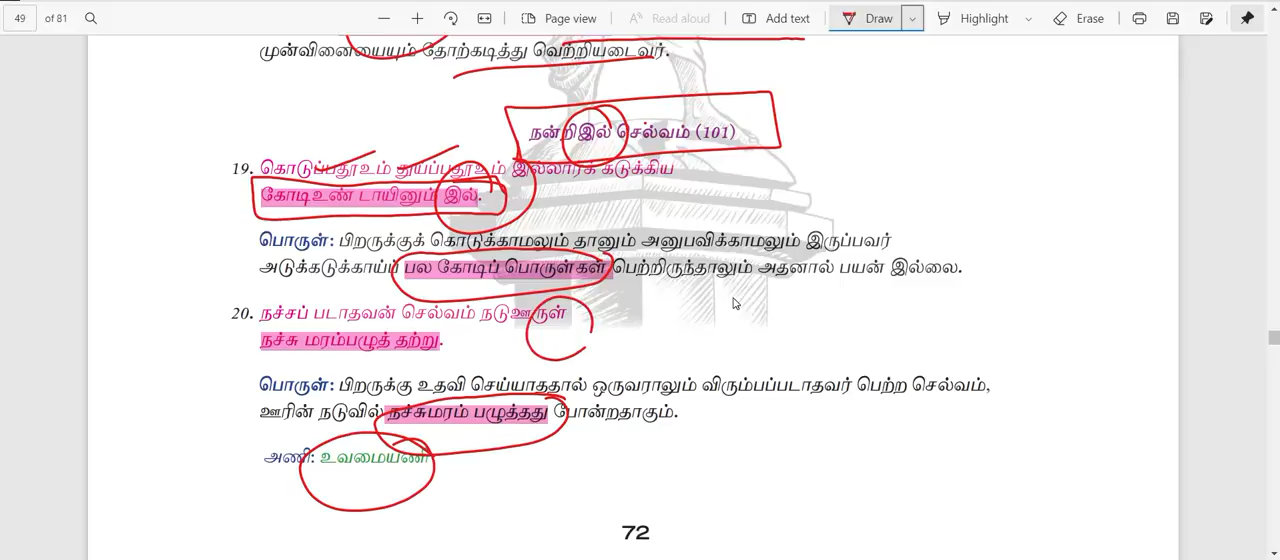 49 of 81 Page view Read aloud Add text Draw Highlight Erase
முன்வினையையும் தோற்கடித்து வெற்றியடைவர்.
நன்றிஇல் செல்வம் (101)
19. கொடுப்பதூஉம் துய்ப்பதூஉம் இல்லார்க் கடுக்கிய
கோடிஉண் டாயினும் இல்.
பொருள்: பிறருக்குக் கொடுக்காமலும் தானும் அனுபவிக்காமலும் இருப்பவர்
அடுக்கடுக்காய்ப் பல கோடிப் பொருள்கள் பெற்றிருந்தாலும் அதனால் பயன் இல்லை.
20. நச்சப் படாதவன் செல்வம் நடுஊருள்
நச்சு மரம்பழுத் தற்று.
பொருள்: பிறருக்கு உதவி செய்யாததால் ஒருவராலும் விரும்பப்படாதவர் பெற்ற செல்வம்,
ஊரின் நடுவில் நச்சுமரம் பழுத்தது போன்றதாகும்.
அணி: உவமையணி
72